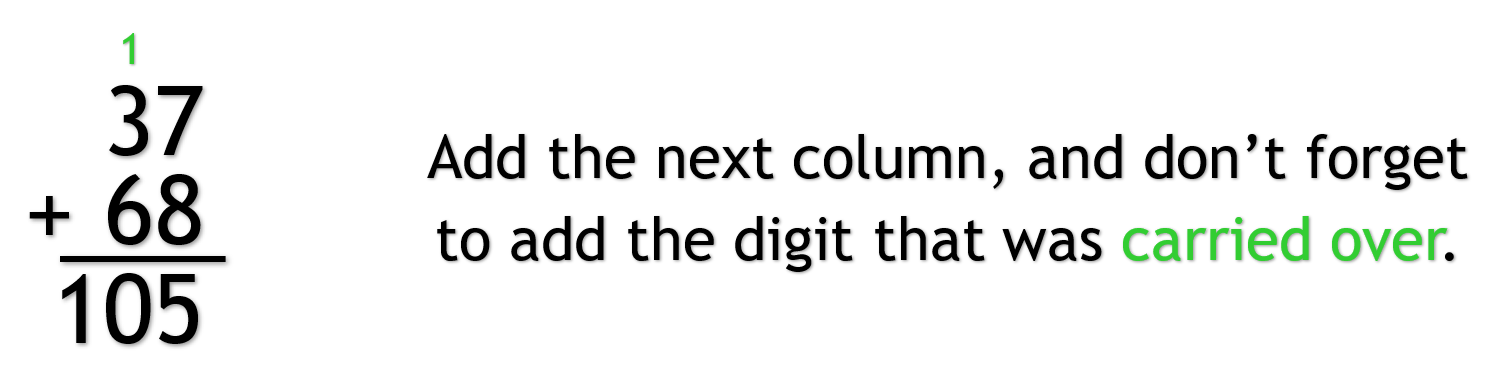 1
37
+ 68
105
Add the next column, and don’t forget
to add the digit that was carried over.